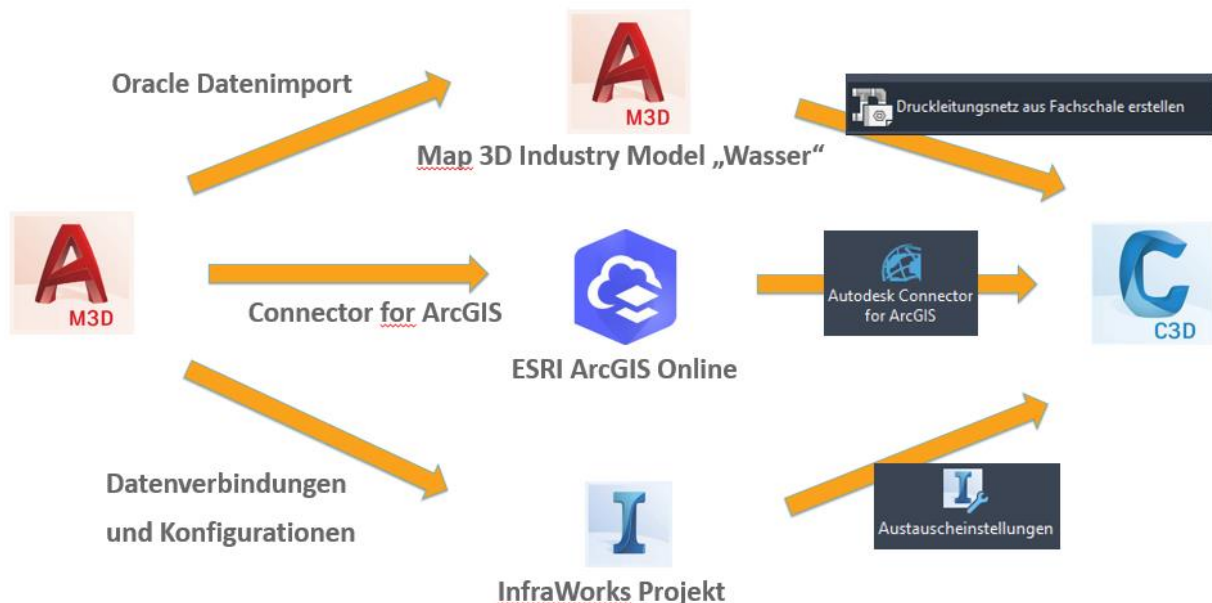 Oracle Datenimport
M3D
Map 3D Industry Model „Wasser“
Druckleitungsnetz aus Fachschale erstellen
M3D
Connector for ArcGIS
ESRI ArcGIS Online
Autodesk Connector
for ArcGIS
C3D
Datenverbindungen
und Konfigurationen
InfraWorks Projekt
Austauscheinstellungen